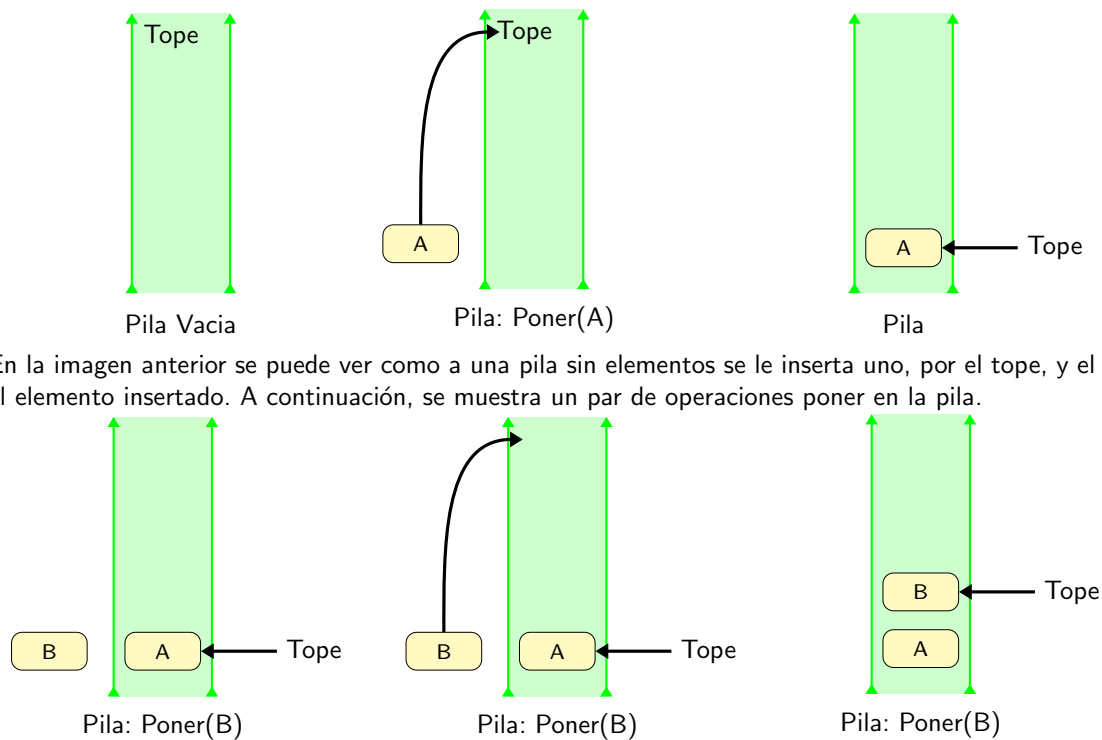 Tope
Tope
A
A
Tope
Pila Vacia
Pila: Poner(A)
Pila
En la imagen anterior se puede ver como a una pila sin elementos se le inserta uno, por el tope, y el
l elemento insertado. A continuación, se muestra un par de operaciones poner en la pila.
B
Tope
B
A
Tope
B
A
Tope
A
Pila: Poner(B)
Pila: Poner(B)
Pila: Poner(B)